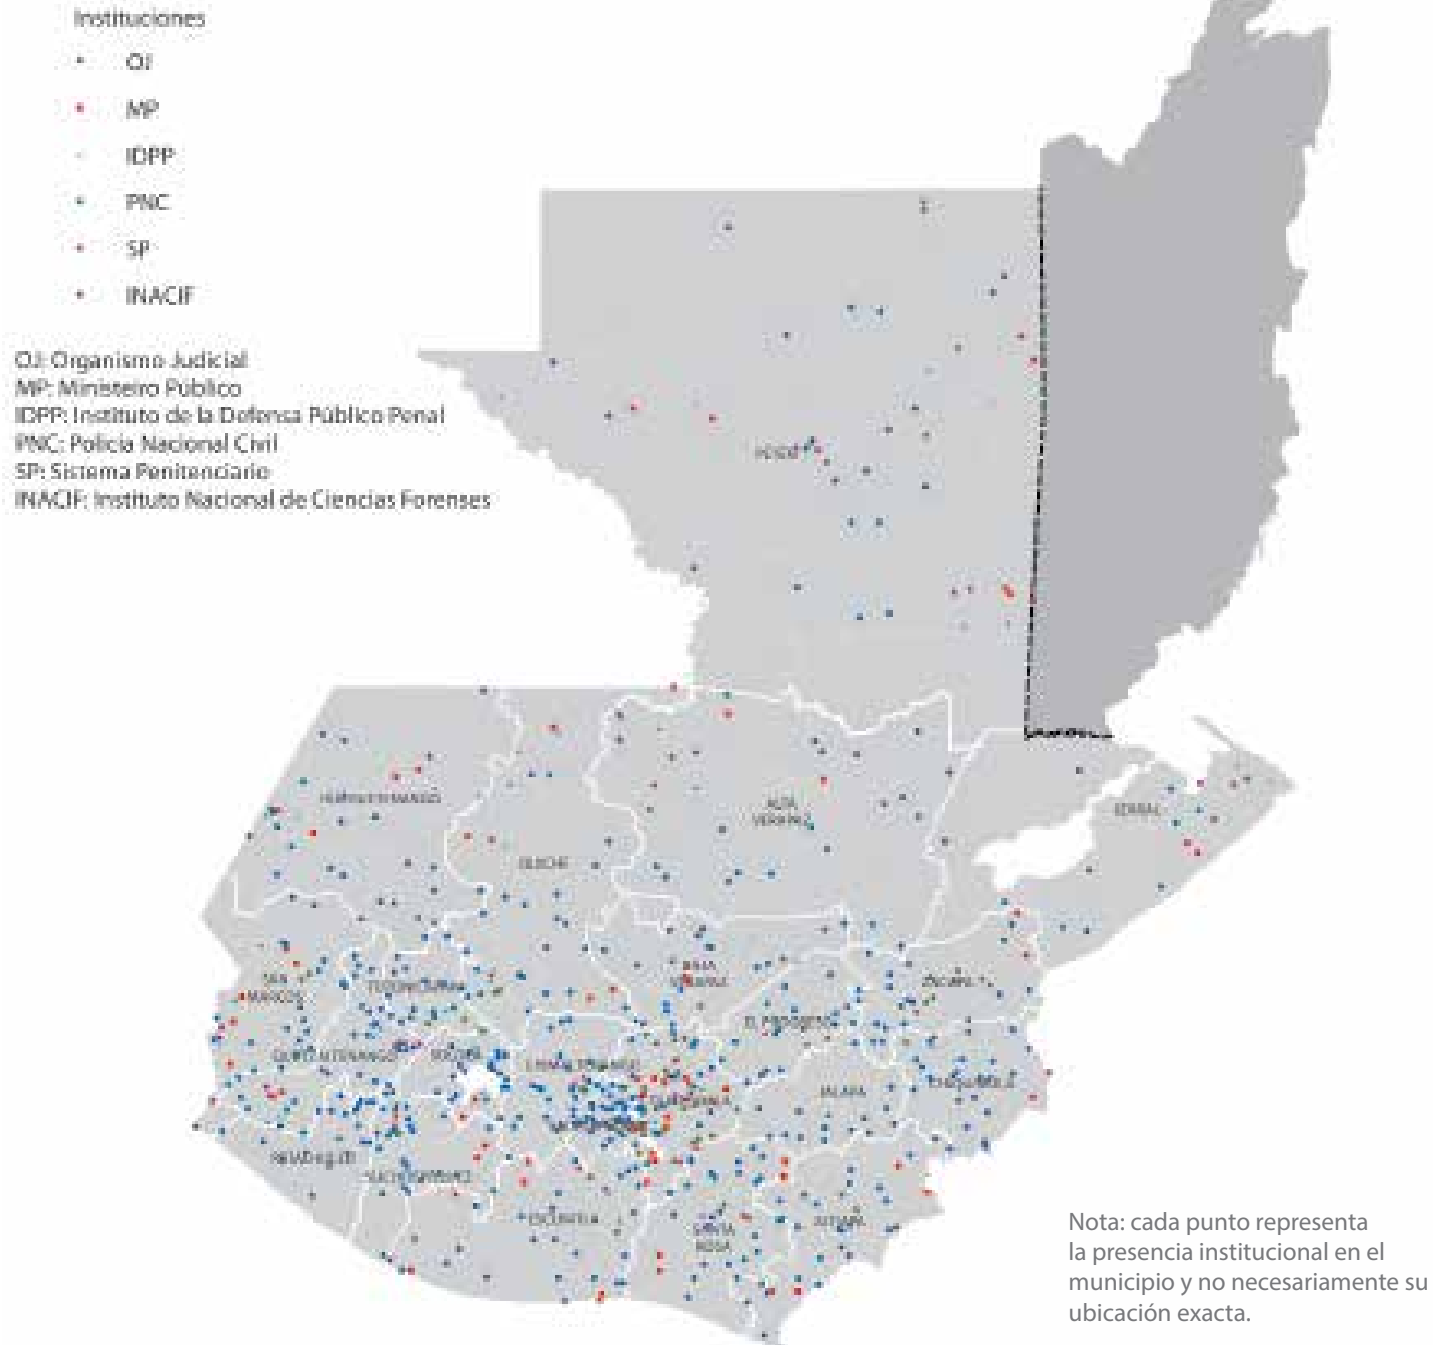 Instituciones
OJ
MP
IDPP
PNC
SP
INACIF
OJ: Organismo Judicial
MP: Ministeiro Público
IDPP: Instituto de la Defensa Público Penal
PNC: Policía Nacional Civil
SP: Sistema Penitenciario
INACIF: Instituto Nacional de Ciencias Forenses
PETÉN
HUEHUETENANGO
ALTA
VERAPAZ
IZABAL
QUICHÉ
SAN
MARCOS
TOTONICAPÁN
BAJA
VERAPAZ
ZACAPA
EL PROGRESO
QUETZALTENANGO
SOLOLÁ
CHIMALTENANGO
GUATEMALA
JALAPA
CHIQUIMULA
RETALHULEU
SUCHITEPÉQUEZ
ESCUINTLA
SANTA
ROSA
JUTIAPA
Nota: cada punto representa
la presencia institucional en el
municipio y no necesariamente su
ubicación exacta.